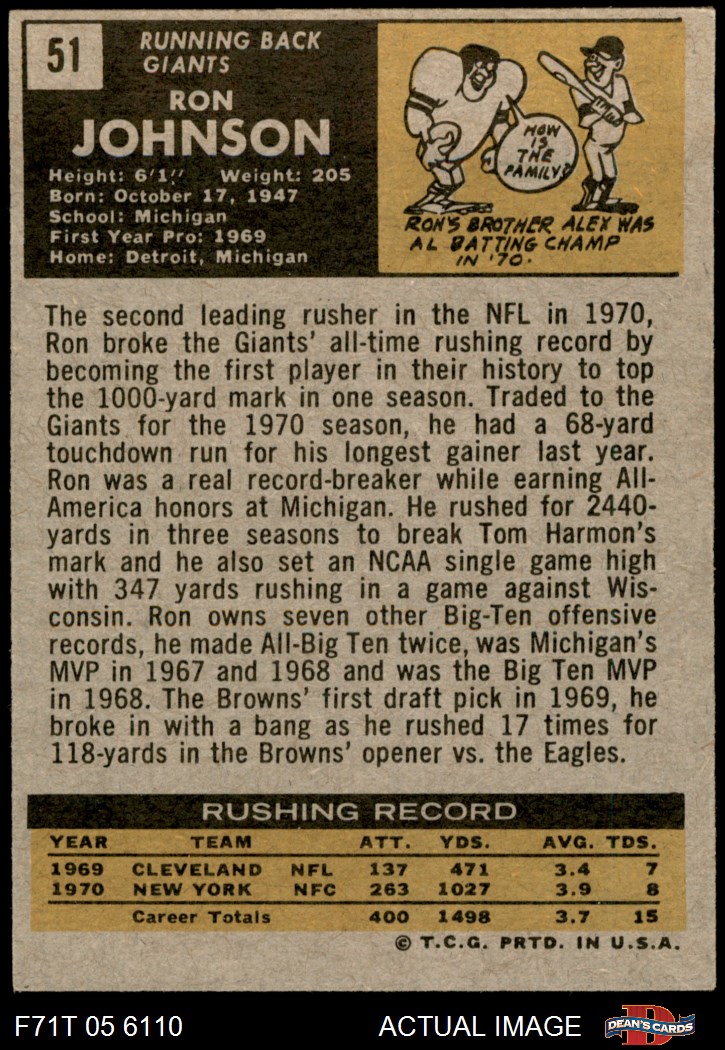 51
RUNNING BACK
GIANTS
RON
JOHNSON
Height: 6'1" Weight: 205
Born: October 17, 1947
School: Michigan
First Year Pro: 1969
Home: Detroit, Michigan
HOW
IS
THE
FAMILY?
RON'S BROTHER ALEX WAS
AL BATTING CHAMP
IN '70.
The second leading rusher in the NFL in 1970,
Ron broke the Giants' all-time rushing record by
becoming the first player in their history to top
the 1000-yard mark in one season. Traded to the
Giants for the 1970 season, he had a 68-yard
touchdown run for his longest gainer last year.
Ron was a real record-breaker while earning All-
America honors at Michigan. He rushed for 2440-
yards in three seasons to break Tom Harmon's
mark and he also set an NCAA single game high
with 347 yards rushing in a game against Wis-
consin. Ron owns seven other Big-Ten offensive
records, he made All-Big Ten twice, was Michigan's
MVP in 1967 and 1968 and was the Big Ten MVP
in 1968. The Browns' first draft pick in 1969, he
broke in with a bang as he rushed 17 times for
118-yards in the Browns' opener vs. the Eagles.
RUSHING RECORD
YEAR TEAM ATT. YDS. AVG. TDS.
1969 CLEVELAND NFL 137 471 3.4 7
1970 NEW YORK NFC 263 1027 3.9 8
Career Totals 400 1498 3.7 15
© T.C.G. PRTD. IN U.S.A.
F71T 05 6110 ACTUAL IMAGE
D
DEAN'S CARDS